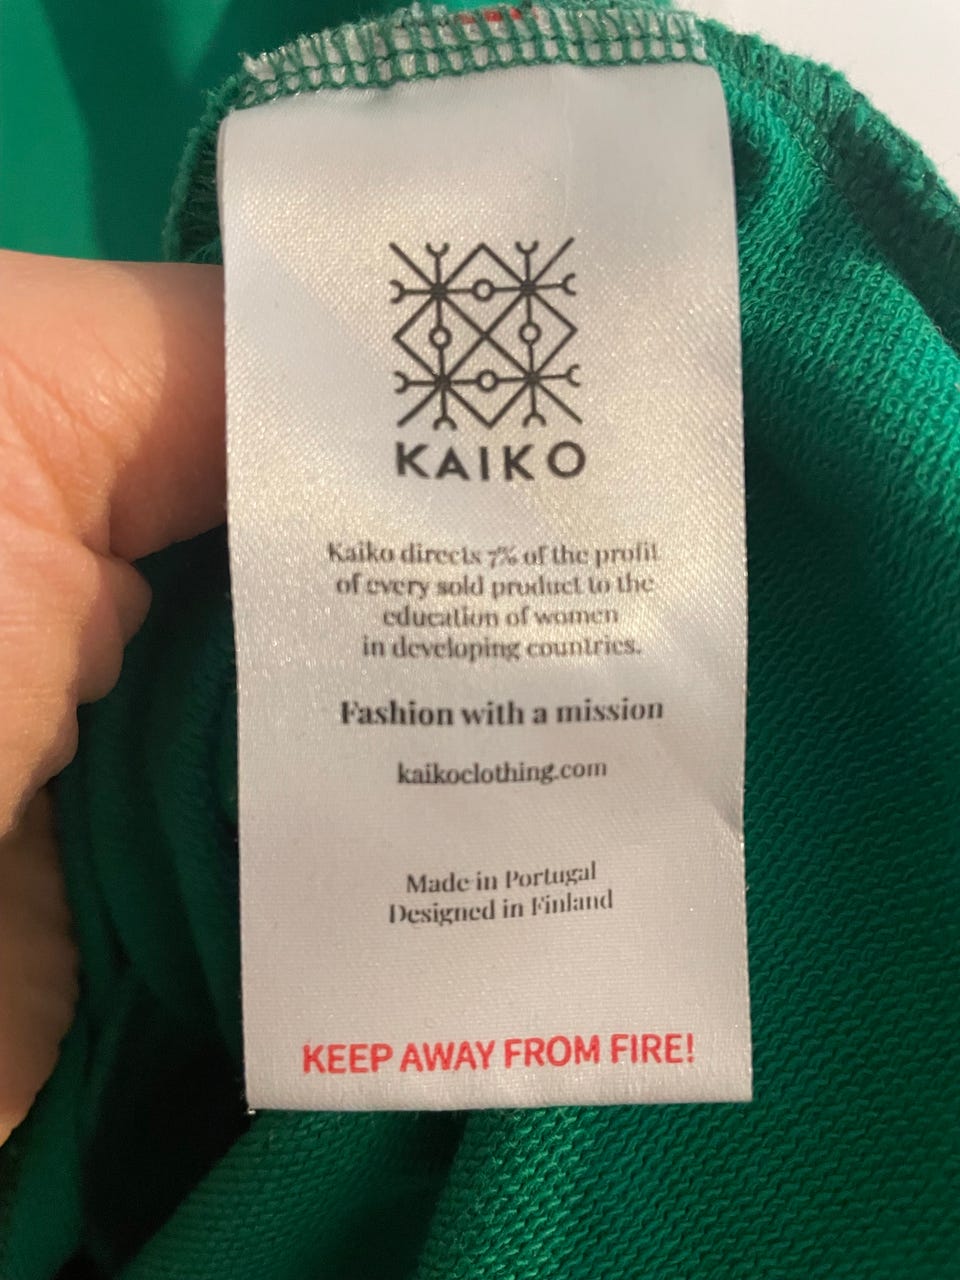 KAIKO
Kaiko directs 7% of the profit
of every sold product to the
education of women
in developing countries.
Fashion with a mission
kaikoclothing.com
Made in Portugal
Designed in Finland
KEEP AWAY FROM FIRE!